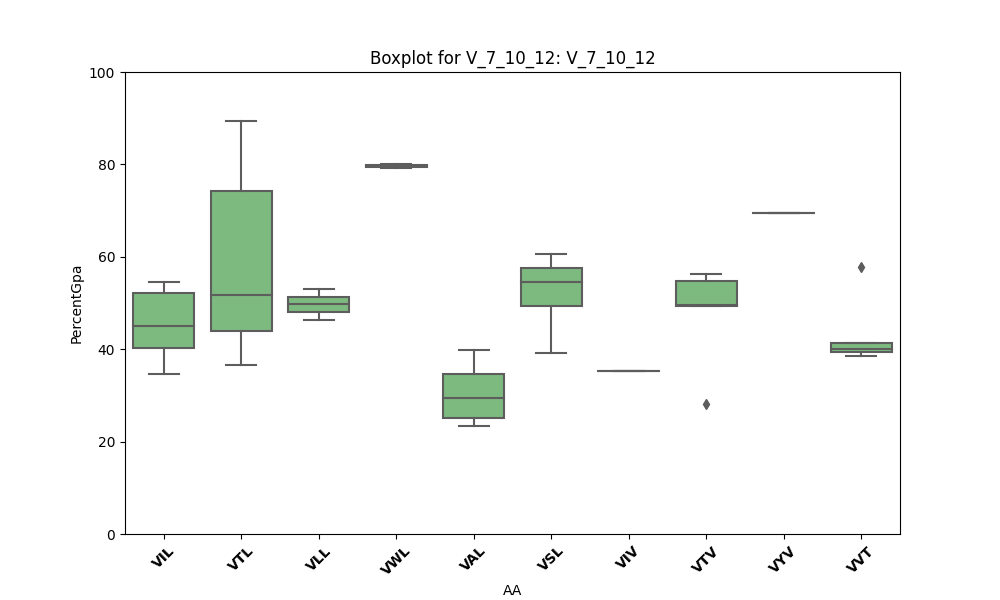 Boxplot for V_7_10_12: V_7_10_12
100
80
60
40
20
0
PercentGpa
VIL VTL VLL VWL VAL VSL VIV VTV VYV VVT
AA